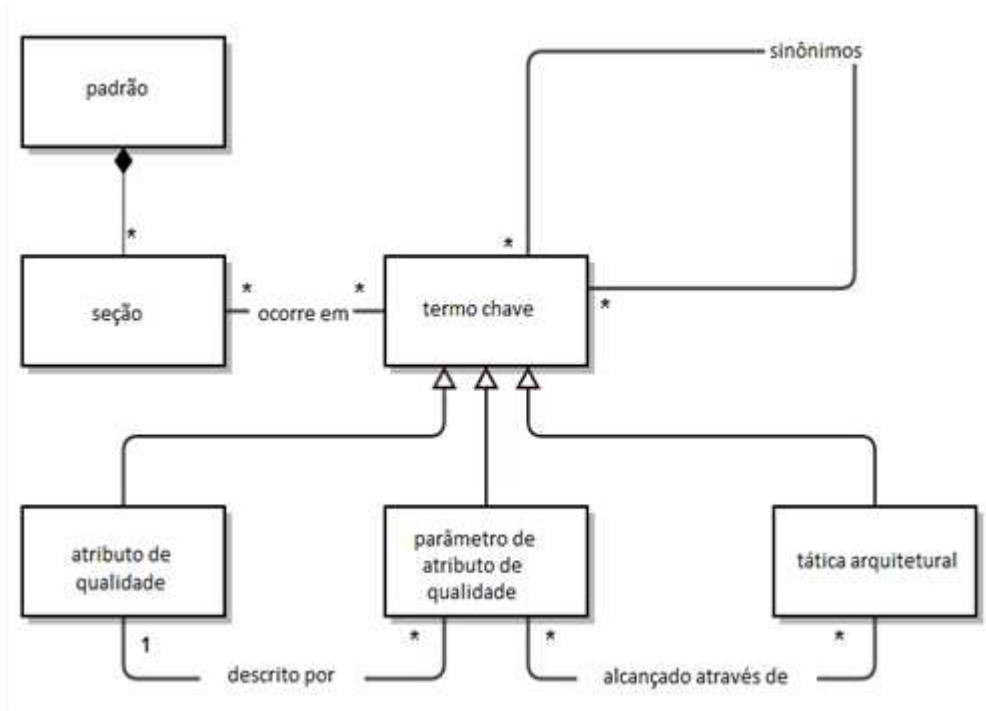 padrão
sinônimos
*
*
seção
*
ocorre em
*
termo chave
*
atributo de
qualidade
parâmetro de
atributo de
qualidade
tática arquitetural
1
descrito por
*
*
alcançado através de
*